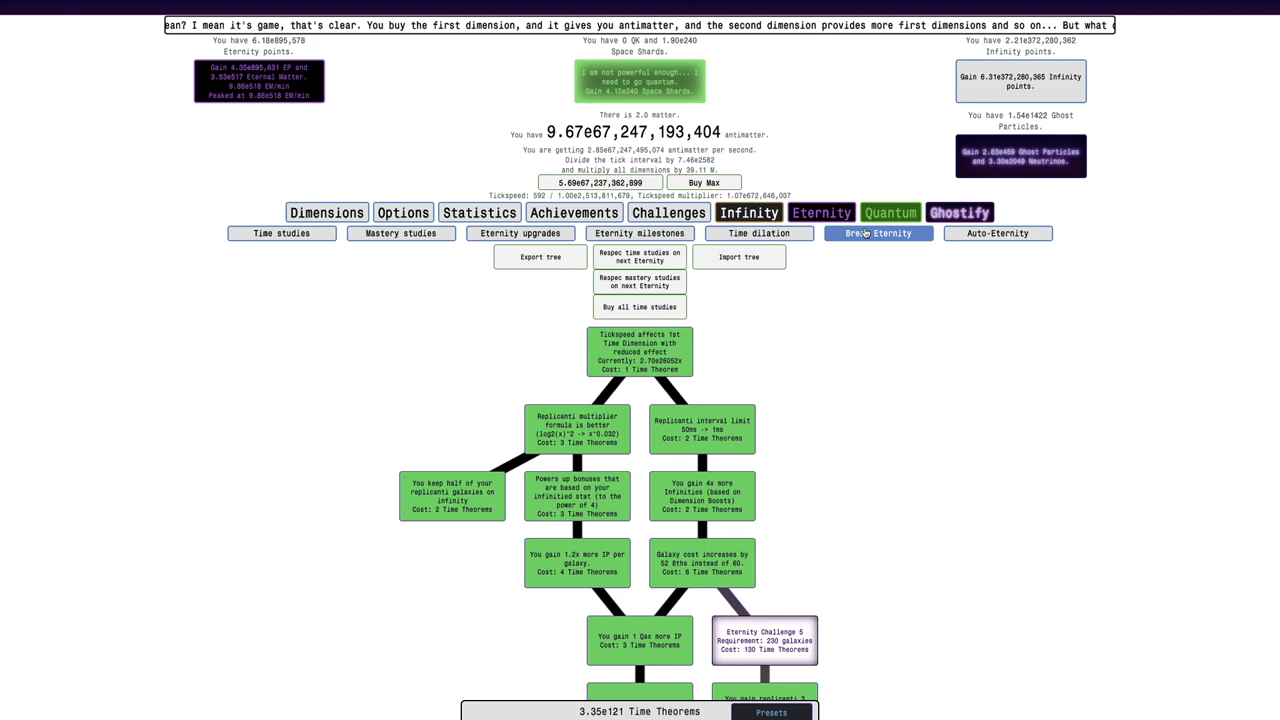 ean? I mean it's game, that's clear. You buy the first dimension, and it gives you antimatter, and the second dimension provides more first dimensions and so on... But what
You have 6.18e895,578
Eternity points.
Gain 4.35e895,631 EP and
3.53e517 Eternal Matter.
9.86e518 EM/min
Peaked at 9.86e518 EM/min
You have 0 QK and 1.90e240
Space Shards.
I am not powerful enough... I
need to go quantum.
Gain 4.15e240 Space Shards.
You have 2.21e372,280,362
Infinity points.
Gain 6.31e372,280,365 Infinity
points.
You have 1.54e1422 Ghost
Particles.
Gain 2.83e459 Ghost Particles
and 3.30e2049 Neutrinos.
There is 2.0 matter.
You have 9.67e67,247,193,404 antimatter.
You are getting 2.85e67,247,495,074 antimatter per second.
Divide the tick interval by 7.46e2582
and multiply all dimensions by 39.11 M.
5.69e67,237,362,899
Buy Max
Tickspeed: 592 / 1.00e2,513,811,679, Tickspeed multiplier: 1.07e672,646,007
Dimensions
Options
Statistics
Achievements
Challenges
Infinity
Eternity
Quantum
Ghostify
Time studies
Mastery studies
Eternity upgrades
Eternity milestones
Time dilation
Break Eternity
Auto-Eternity
Export tree
Respec time studies on
next Eternity
Import tree
Respec mastery studies
on next Eternity
Buy all time studies
Tickspeed affects 1st
Time Dimension with
reduced effect
Currently: 2.70e26052x
Cost: 1 Time Theorem
Replicanti multiplier
formula is better
(log2(x)^2 -> x^0.032)
Cost: 3 Time Theorems
Replicanti interval limit
50ms -> 1ms
Cost: 2 Time Theorems
You keep half of your
replicanti galaxies on
infinity
Cost: 2 Time Theorems
Powers up bonuses that
are based on your
infinitied stat (to the
power of 4)
Cost: 3 Time Theorems
You gain 4x more
Infinities (based on
Dimension Boosts)
Cost: 2 Time Theorems
You gain 1.2x more IP per
galaxy.
Cost: 4 Time Theorems
Galaxy cost increases by
52 8ths instead of 60.
Cost: 6 Time Theorems
You gain 1 Qax more IP
Cost: 3 Time Theorems
Eternity Challenge 5
Requirement: 230 galaxies
Cost: 130 Time Theorems
You gain replicanti 3
3.35e121 Time Theorems
Presets